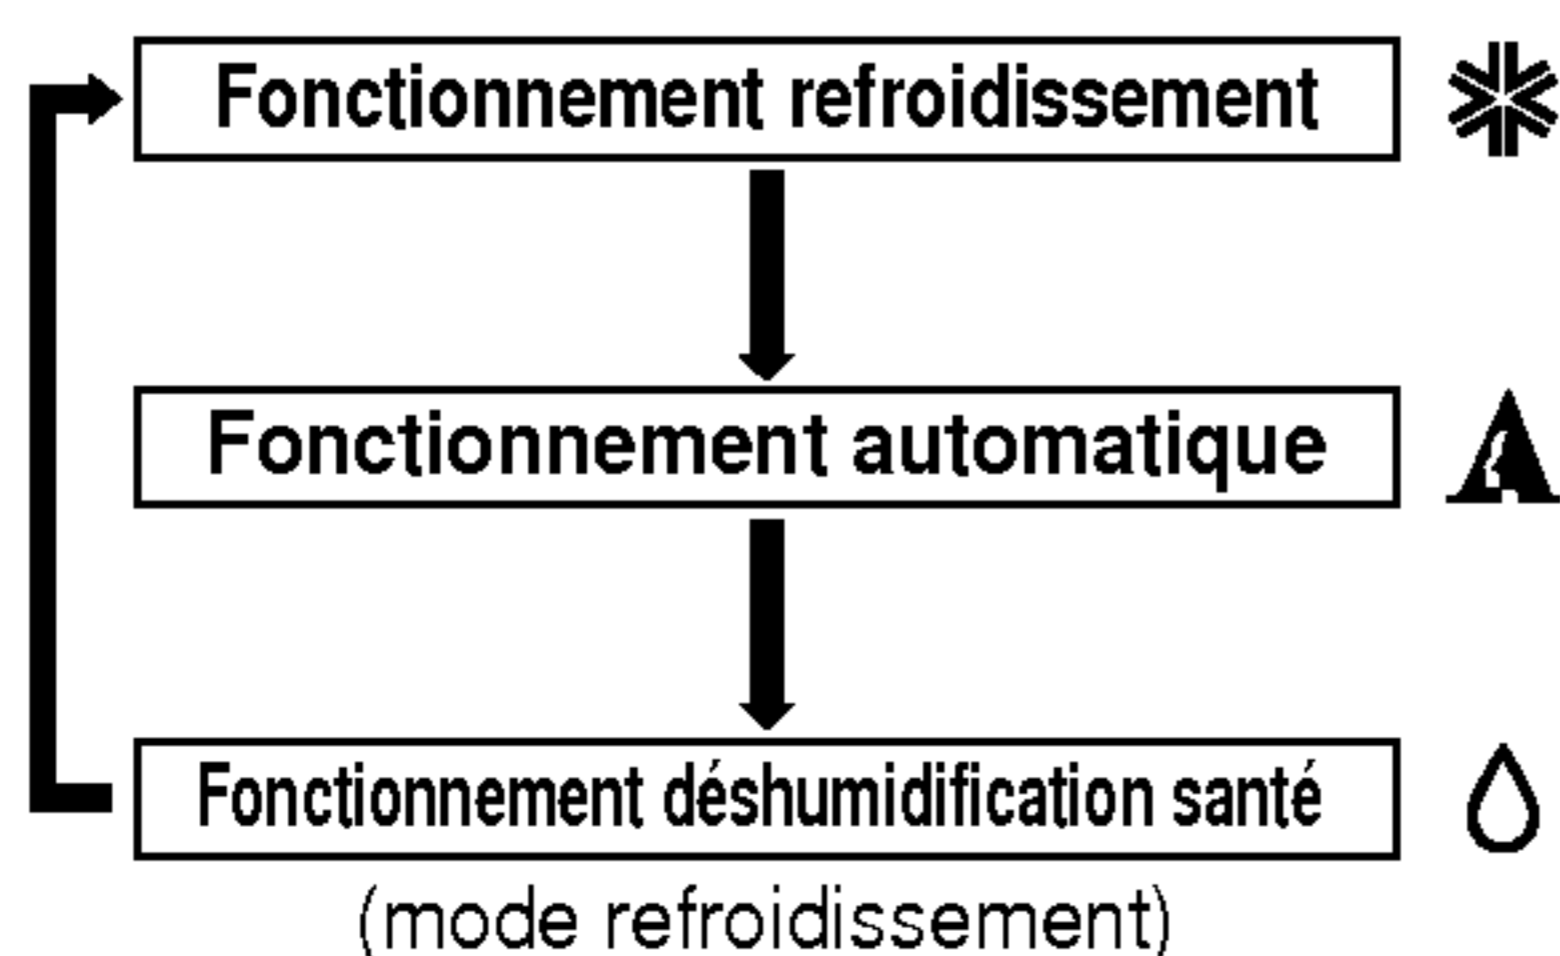 Fonctionnement refroidissement
Fonctionnement automatique
Fonctionnement déshumidification santé
(mode refroidissement)